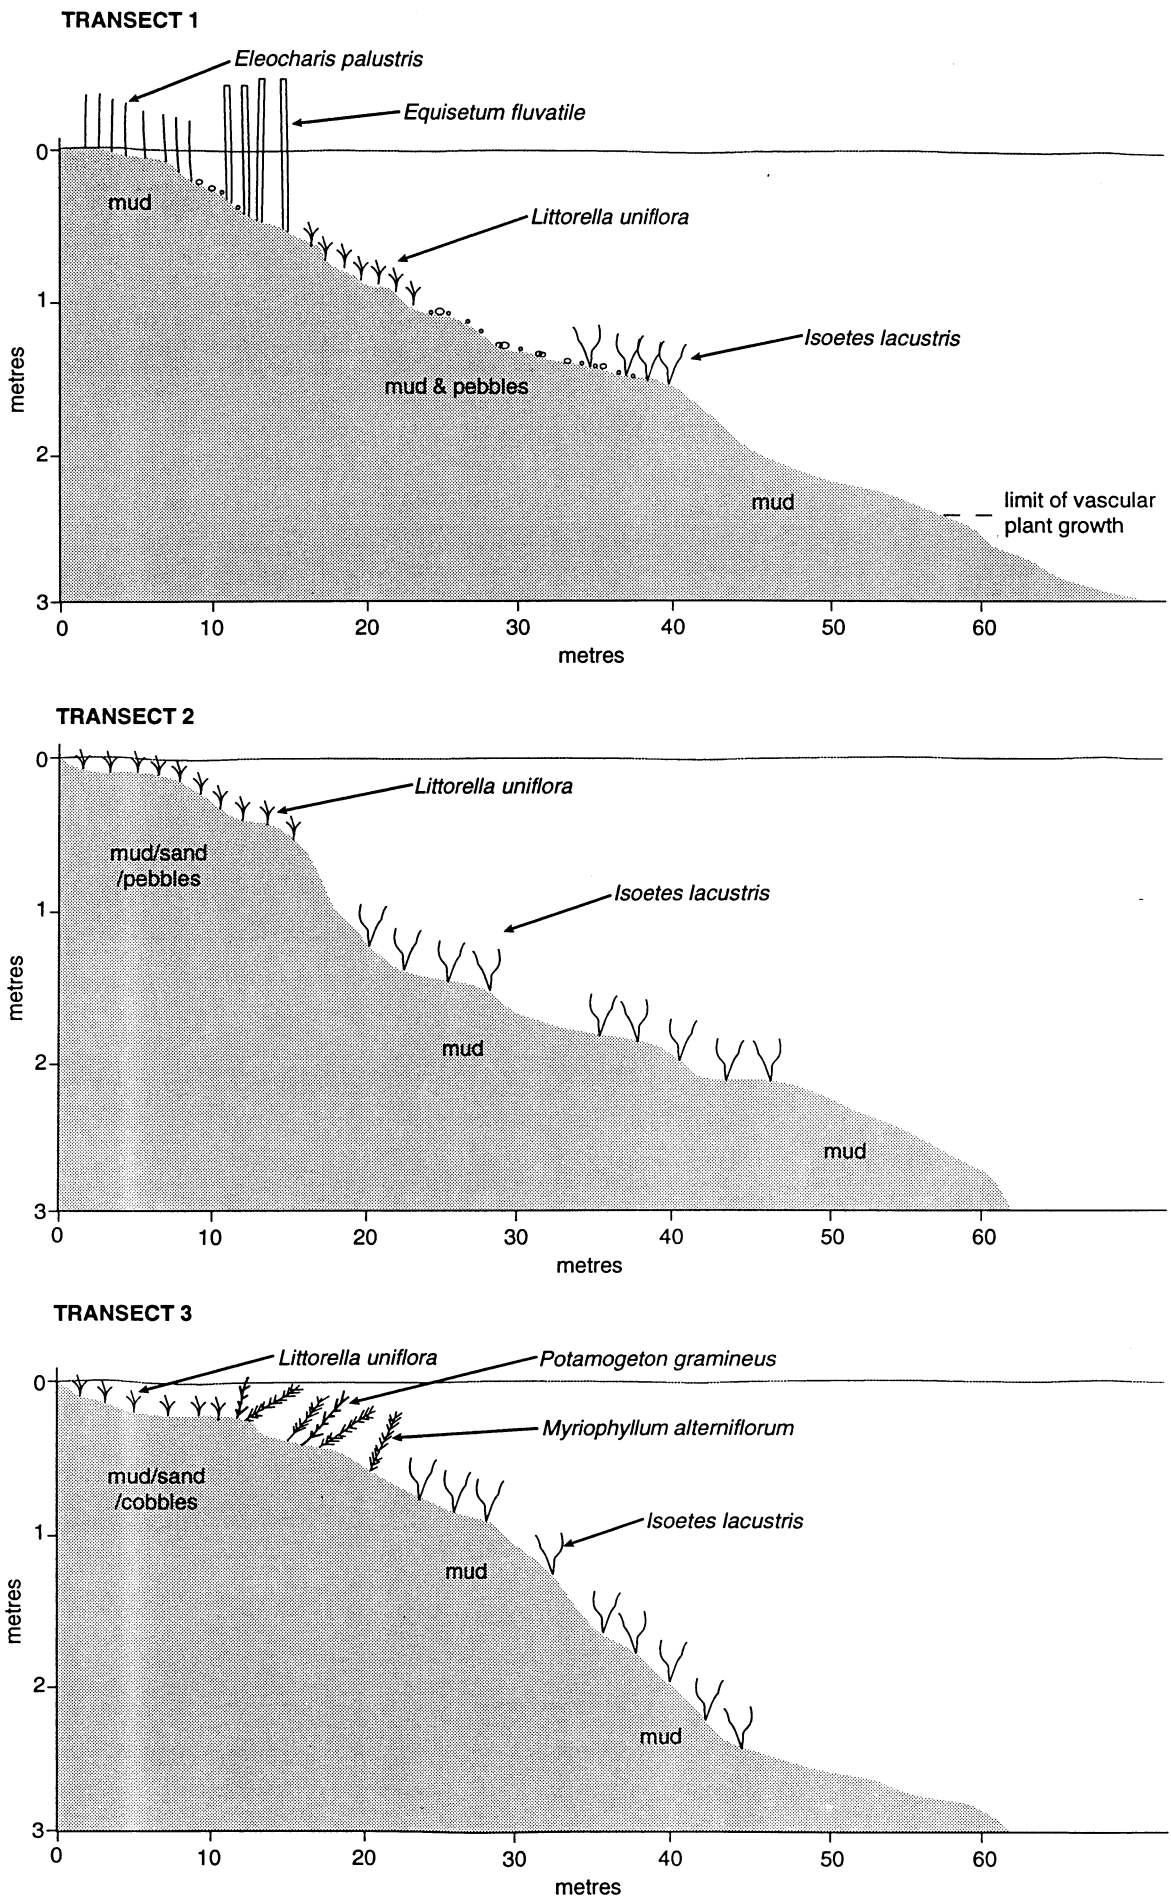 TRANSECT 1
Eleocharis palustris
Equisetum fluvatile
0
mud
Littorella uniflora
1
Isoetes lacustris
metres
mud & pebbles
2
mud
limit of vascular
plant growth
3
0 10 20 30 40 50 60
metres
TRANSECT 2
0
Littorella uniflora
mud/sand
/pebbles
Isoetes lacustris
1
metres
mud
2
mud
3
0 10 20 30 40 50 60
metres
TRANSECT 3
Littorella uniflora
Potamogeton gramineus
0
Myriophyllum alterniflorum
mud/sand
/cobbles
Isoetes lacustris
1
mud
metres
2
mud
3
0 10 20 30 40 50 60
metres